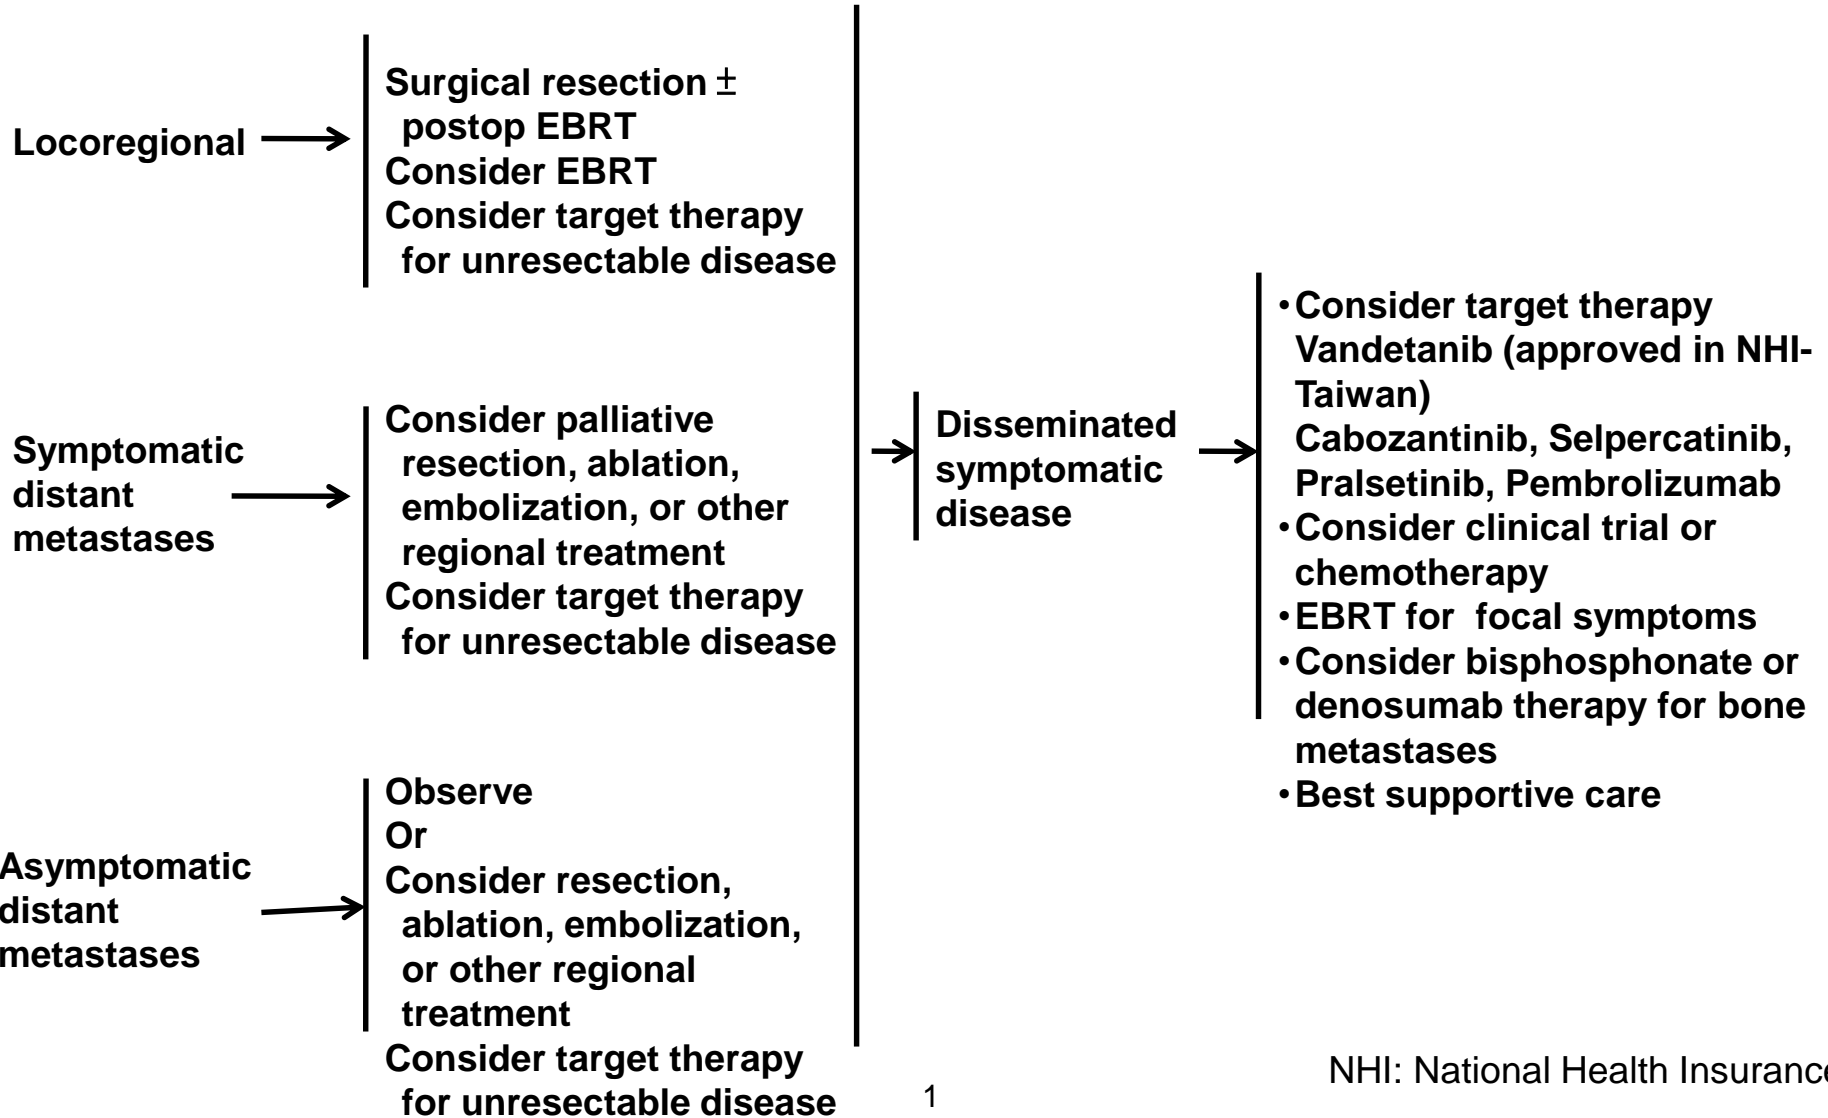 Locoregional
Surgical resection ±
postop EBRT
Consider EBRT
Consider target therapy
for unresectable disease
Symptomatic
distant
metastases
Consider palliative
resection, ablation,
embolization, or other
regional treatment
Consider target therapy
for unresectable disease
Asymptomatic
distant
metastases
Observe
Or
Consider resection,
ablation, embolization,
or other regional
treatment
Consider target therapy
for unresectable disease
Disseminated
symptomatic
disease
•Consider target therapy
Vandetanib (approved in NHI-
Taiwan)
Cabozantinib, Selpercatinib,
Pralsetinib, Pembrolizumab
•Consider clinical trial or
chemotherapy
•EBRT for focal symptoms
•Consider bisphosphonate or
denosumab therapy for bone
metastases
•Best supportive care
1
NHI: National Health Insurance